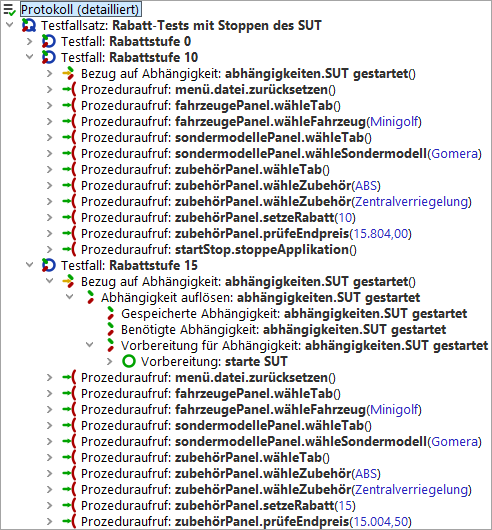 Protokoll (detailliert)
Testfallsatz: Rabatt-Tests mit Stoppen des SUT
Testfall: Rabattstufe 0
Testfall: Rabattstufe 10
Bezug auf Abhängigkeit: abhängigkeiten.SUT gestartet()
Prozeduraufruf: menü.datei.zurücksetzen()
Prozeduraufruf: fahrzeugePanel.wähleTab()
Prozeduraufruf: fahrzeugePanel.wähleFahrzeug(Minigolf)
Prozeduraufruf: sondermodellePanel.wähleTab()
Prozeduraufruf: sondermodellePanel.wähleSondermodell(Gomera)
Prozeduraufruf: zubehörPanel.wähleTab()
Prozeduraufruf: zubehörPanel.wähleZubehör(ABS)
Prozeduraufruf: zubehörPanel.wähleZubehör(Zentralverriegelung)
Prozeduraufruf: zubehörPanel.setzeRabatt(10)
Prozeduraufruf: zubehörPanel.prüfeEndpreis(15.804,00)
Prozeduraufruf: startStop.stoppeApplikation()
Testfall: Rabattstufe 15
Bezug auf Abhängigkeit: abhängigkeiten.SUT gestartet()
Abhängigkeit auflösen: abhängigkeiten.SUT gestartet
Gespeicherte Abhängigkeit: abhängigkeiten.SUT gestartet
Benötigte Abhängigkeit: abhängigkeiten.SUT gestartet
Vorbereitung für Abhängigkeit: abhängigkeiten.SUT gestartet
Vorbereitung: starte SUT
Prozeduraufruf: menü.datei.zurücksetzen()
Prozeduraufruf: fahrzeugePanel.wähleTab()
Prozeduraufruf: fahrzeugePanel.wähleFahrzeug(Minigolf)
Prozeduraufruf: sondermodellePanel.wähleTab()
Prozeduraufruf: sondermodellePanel.wähleSondermodell(Gomera)
Prozeduraufruf: zubehörPanel.wähleTab()
Prozeduraufruf: zubehörPanel.wähleZubehör(ABS)
Prozeduraufruf: zubehörPanel.wähleZubehör(Zentralverriegelung)
Prozeduraufruf: zubehörPanel.setzeRabatt(15)
Prozeduraufruf: zubehörPanel.prüfeEndpreis(15.004,50)